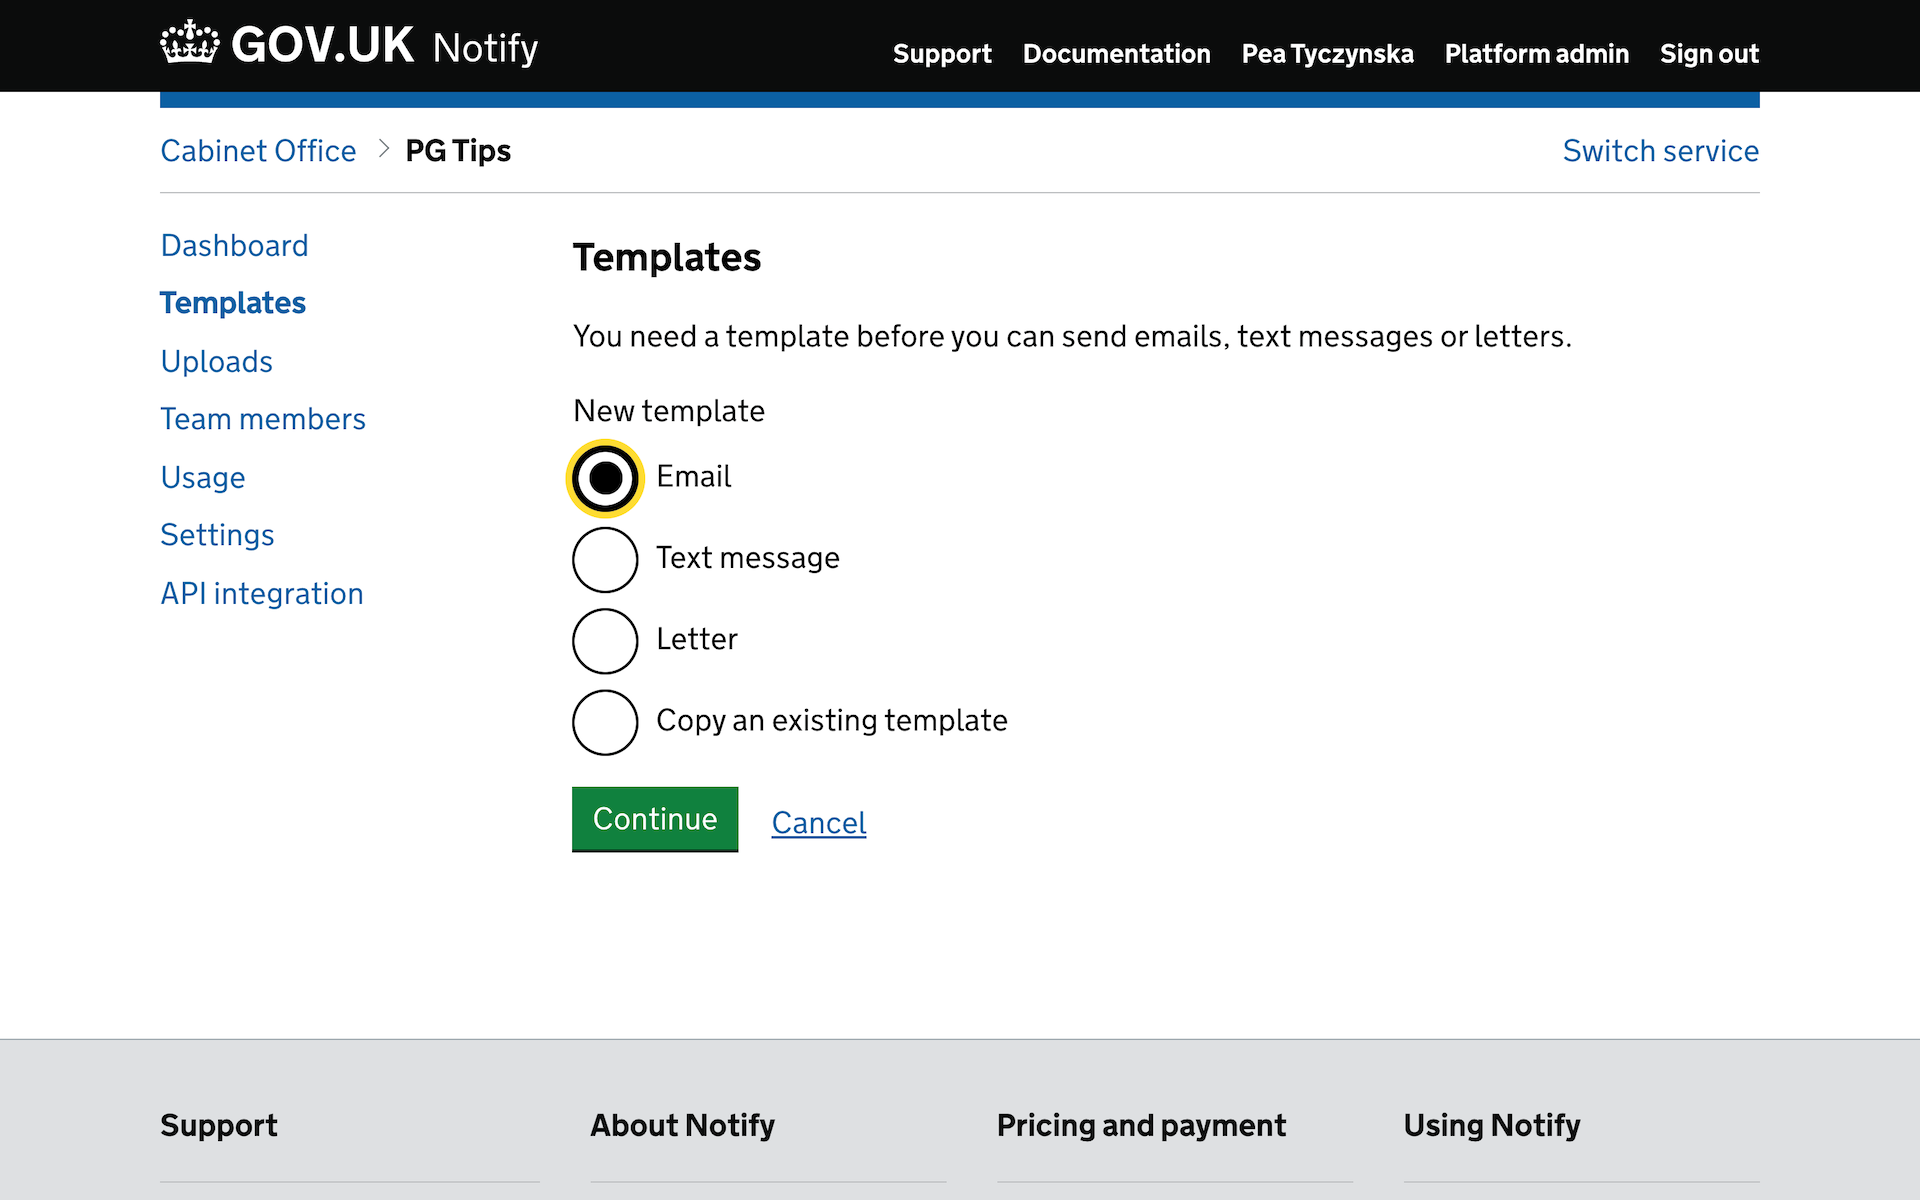 GOV.UK Notify
Support Documentation Pea Tyczynska Platform admin Sign out
Cabinet Office PG Tips Switch service
Dashboard
Templates
Uploads
Team members
Usage
Settings
API integration
Templates
You need a template before you can send emails, text messages or letters.
New template
Email
Text message
Letter
Copy an existing template
Continue Cancel
Support About Notify Pricing and payment Using Notify